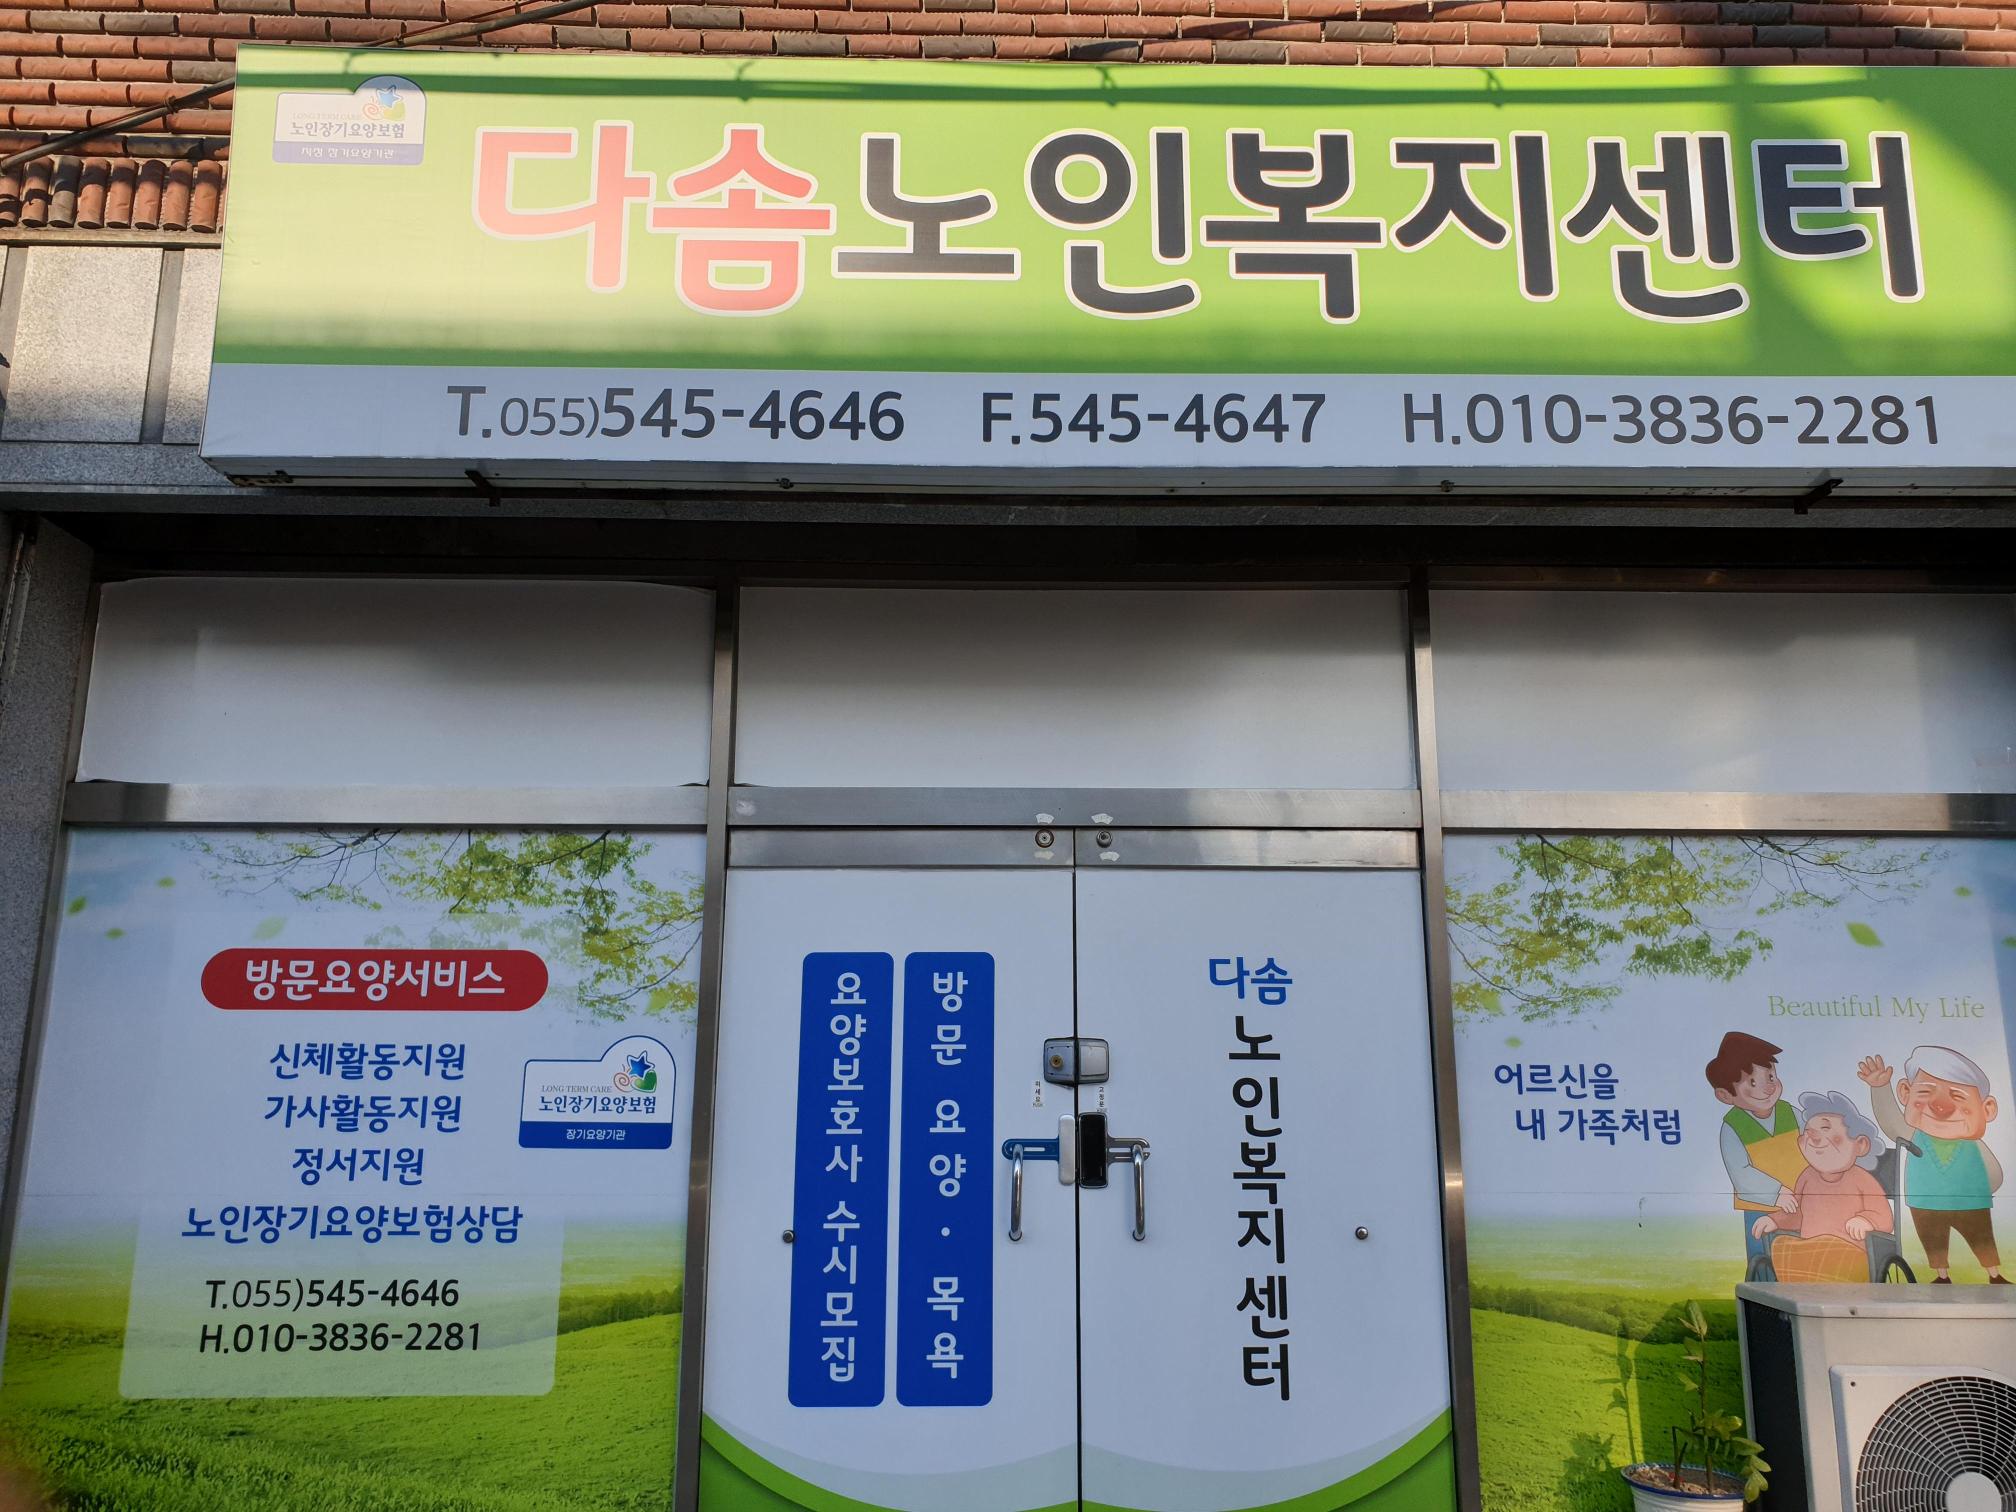 LONG TERM CARE
노인장기요양보험
지정 장기요양기관
다솜노인복지센터
T.055)545-4646 F.545-4647 H.010-3836-2281
방문요양서비스
신체활동지원
가사활동지원
정서지원
노인장기요양보험상담
T.055)545-4646
H.010-3836-2281
LONG TERM CARE
노인장기요양보험
장기요양기관
요양보호사 수시모집
방문 요양 · 목욕
다솜
노인복지센터
Beautiful My Life
어르신을
내 가족처럼